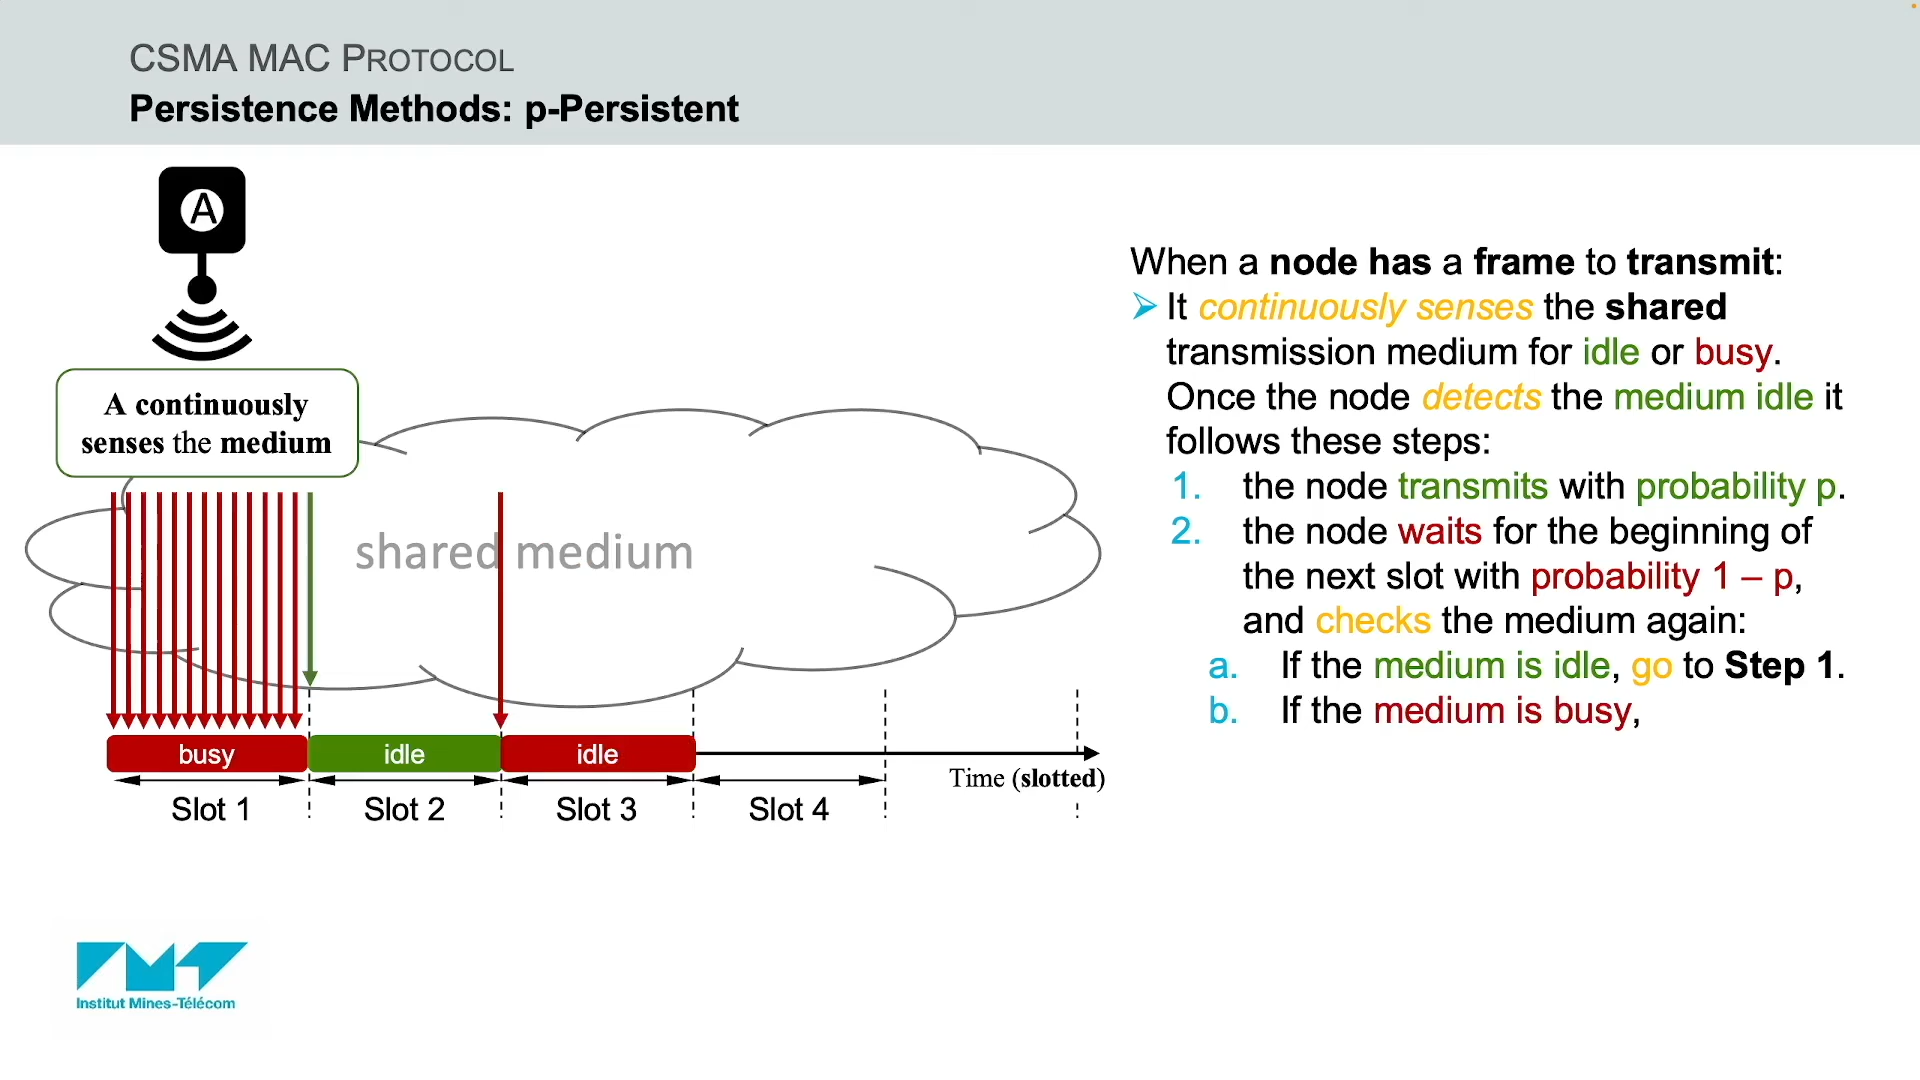 CSMA MAC PROTOCOL
Persistence Methods: p-Persistent
A
A continuously
senses the medium
shared medium
busy
idle
idle
Time (slotted)
Slot 1
Slot 2
Slot 3
Slot 4
When a node has a frame to transmit:
It continuously senses the shared
transmission medium for idle or busy.
Once the node detects the medium idle it
follows these steps:
1. the node transmits with probability p.
2. the node waits for the beginning of
the next slot with probability 1 – p,
and checks the medium again:
a. If the medium is idle, go to Step 1.
b. If the medium is busy,
IMT
Institut Mines-Télécom